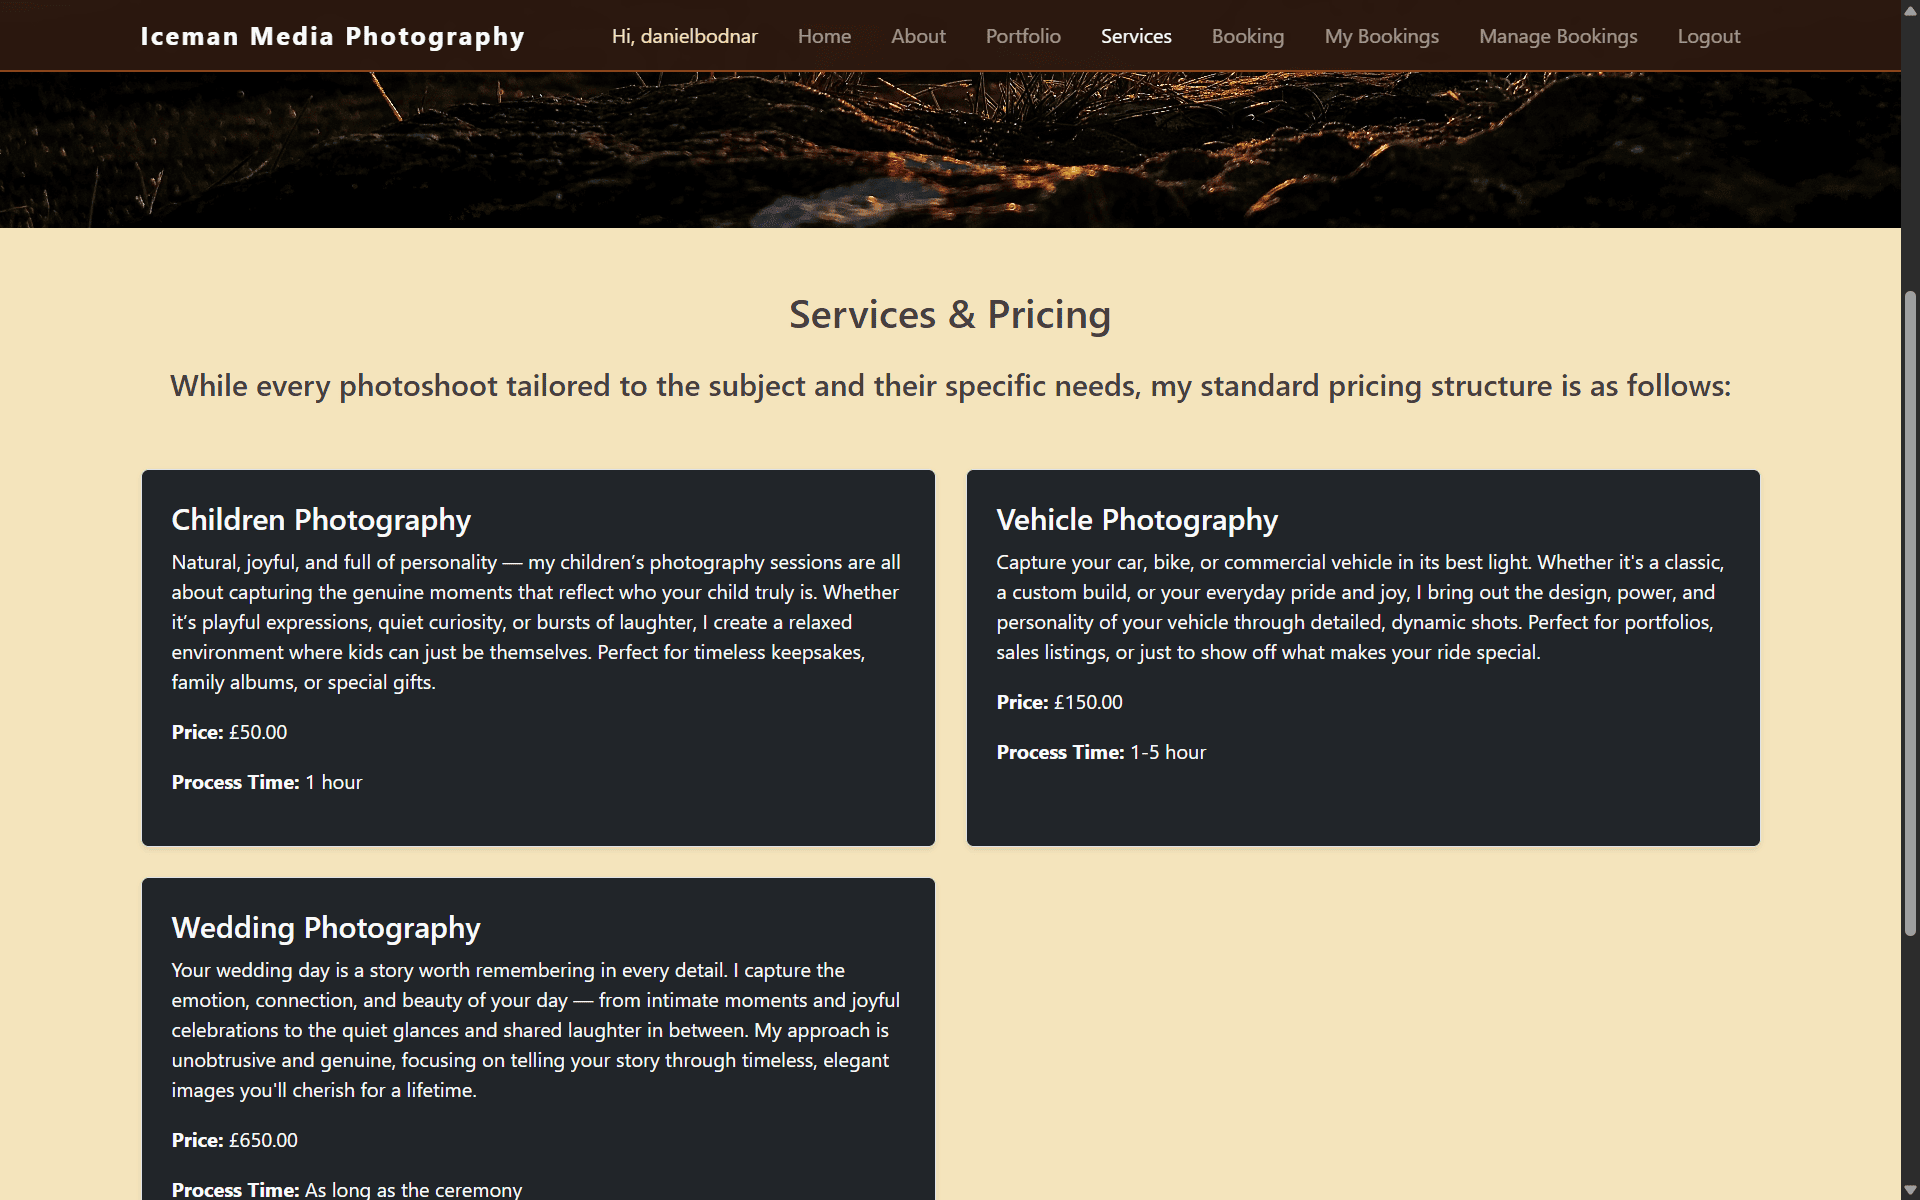 Iceman Media Photography
Hi, danielbodnar
Home
About
Portfolio
Services
Booking
My Bookings
Manage Bookings
Logout
Services & Pricing
While every photoshoot tailored to the subject and their specific needs, my standard pricing structure is as follows:
Children Photography
Natural, joyful, and full of personality — my children’s photography sessions are all
about capturing the genuine moments that reflect who your child truly is. Whether
it’s playful expressions, quiet curiosity, or bursts of laughter, I create a relaxed
environment where kids can just be themselves. Perfect for timeless keepsakes,
family albums, or special gifts.
Price: £50.00
Process Time: 1 hour
Vehicle Photography
Capture your car, bike, or commercial vehicle in its best light. Whether it's a classic,
a custom build, or your everyday pride and joy, I bring out the design, power, and
personality of your vehicle through detailed, dynamic shots. Perfect for portfolios,
sales listings, or just to show off what makes your ride special.
Price: £150.00
Process Time: 1-5 hour
Wedding Photography
Your wedding day is a story worth remembering in every detail. I capture the
emotion, connection, and beauty of your day — from intimate moments and joyful
celebrations to the quiet glances and shared laughter in between. My approach is
unobtrusive and genuine, focusing on telling your story through timeless, elegant
images you'll cherish for a lifetime.
Price: £650.00
Process Time: As long as the ceremony